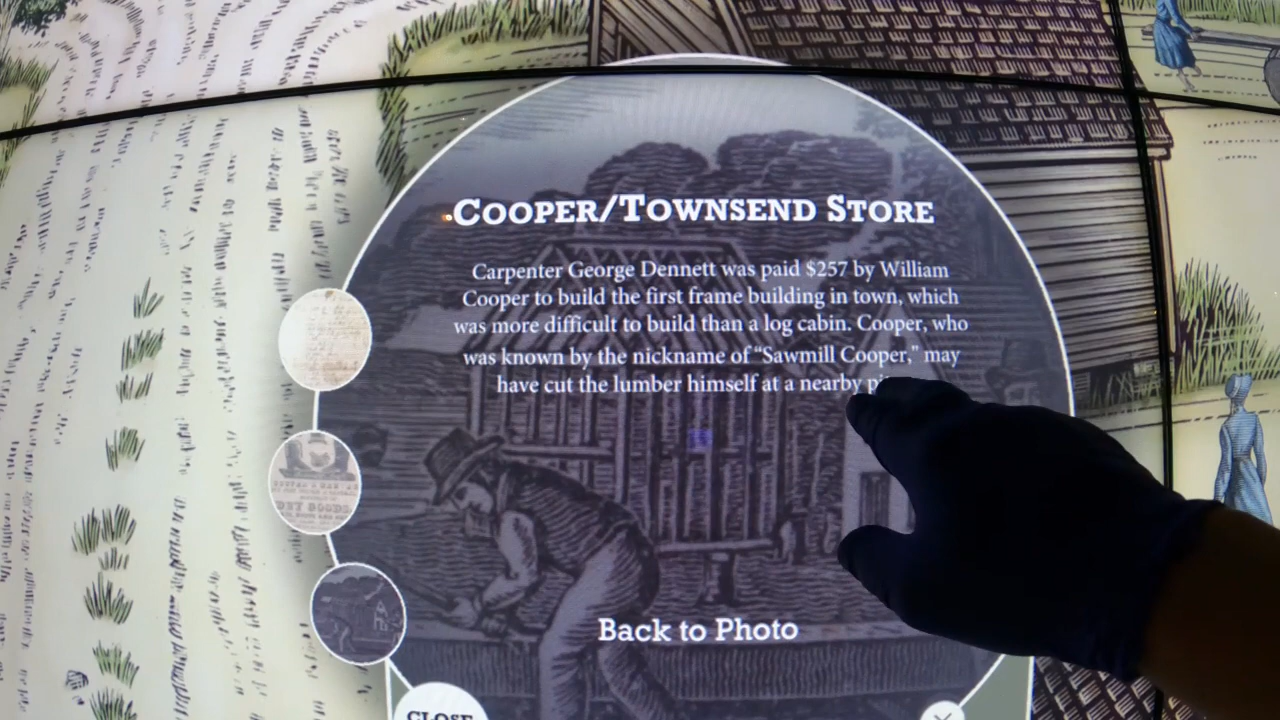 COOPER/TOWNSEND STORE
Carpenter George Dennett was paid $257 by William
Cooper to build the first frame building in town, which
was more difficult to build than a log cabin. Cooper, who
was known by the nickname of “Sawmill Cooper,” may
have cut the lumber himself at a nearby
DRY GOODS
Back to Photo
CLOSE